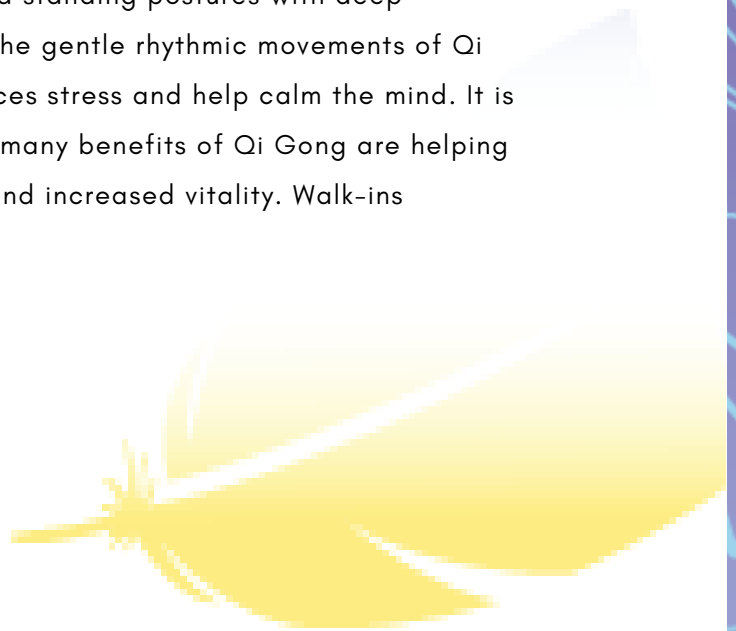 standing postures with deep
he gentle rhythmic movements of Qi
ces stress and help calm the mind. It is
many benefits of Qi Gong are helping
nd increased vitality. Walk-ins